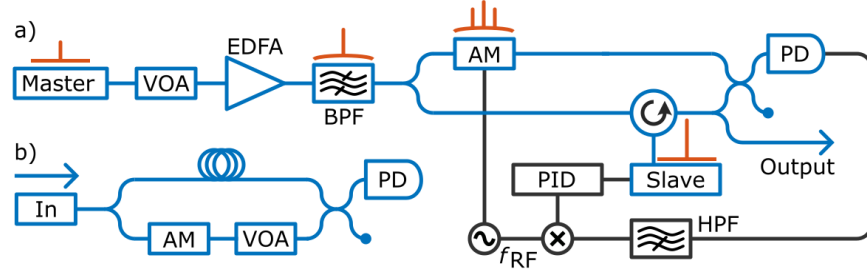 a)
EDFA
AM
PD
Master
VOA
BPF
b)
Output
PD
PID
Slave
In
HPF
AM
VOA
fRF